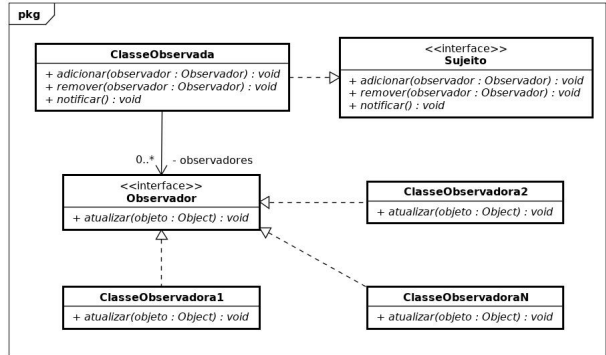 pkg
ClasseObservada
+ adicionar(observador : Observador) : void
+ remover(observador : Observador) : void
+ notificar() : void
<<interface>>
Sujeito
+ adicionar(observador : Observador) : void
+ remover(observador : Observador) : void
+ notificar() : void
0..* - observadores
<<interface>>
Observador
+ atualizar(objeto : Object) : void
ClasseObservadora2
+ atualizar(objeto : Object) : void
ClasseObservadora1
+ atualizar(objeto : Object) : void
ClasseObservadoraN
+ atualizar(objeto : Object) : void